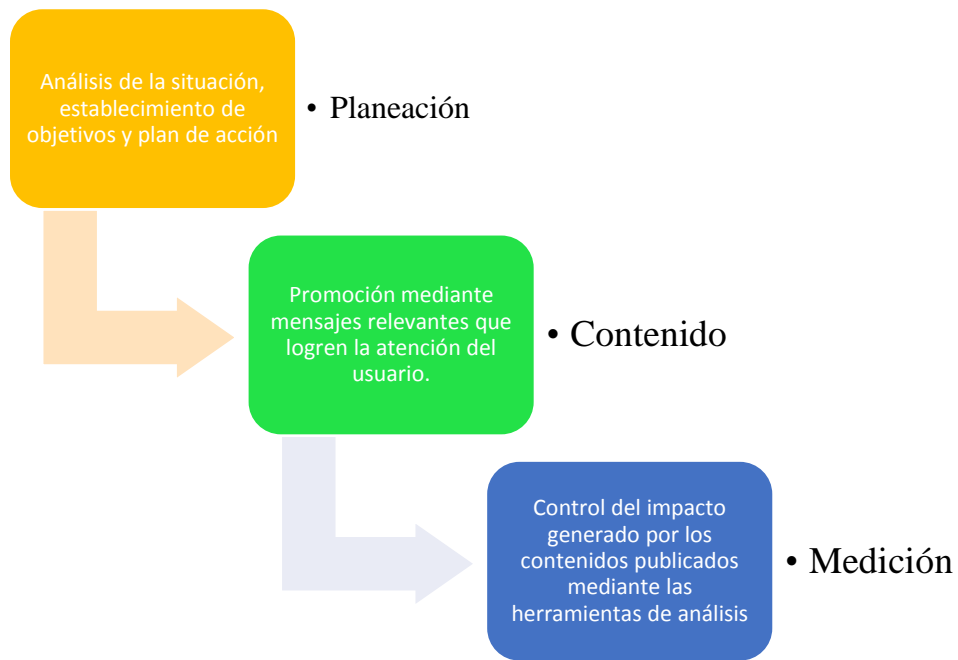 Análisis de la situación,
establecimiento de
objetivos y plan de acción
• Planeación
Promoción mediante
mensajes relevantes que
logren la atención del
usuario.
• Contenido
Control del impacto
generado por los
contenidos publicados
mediante las
herramientas de análisis
• Medición